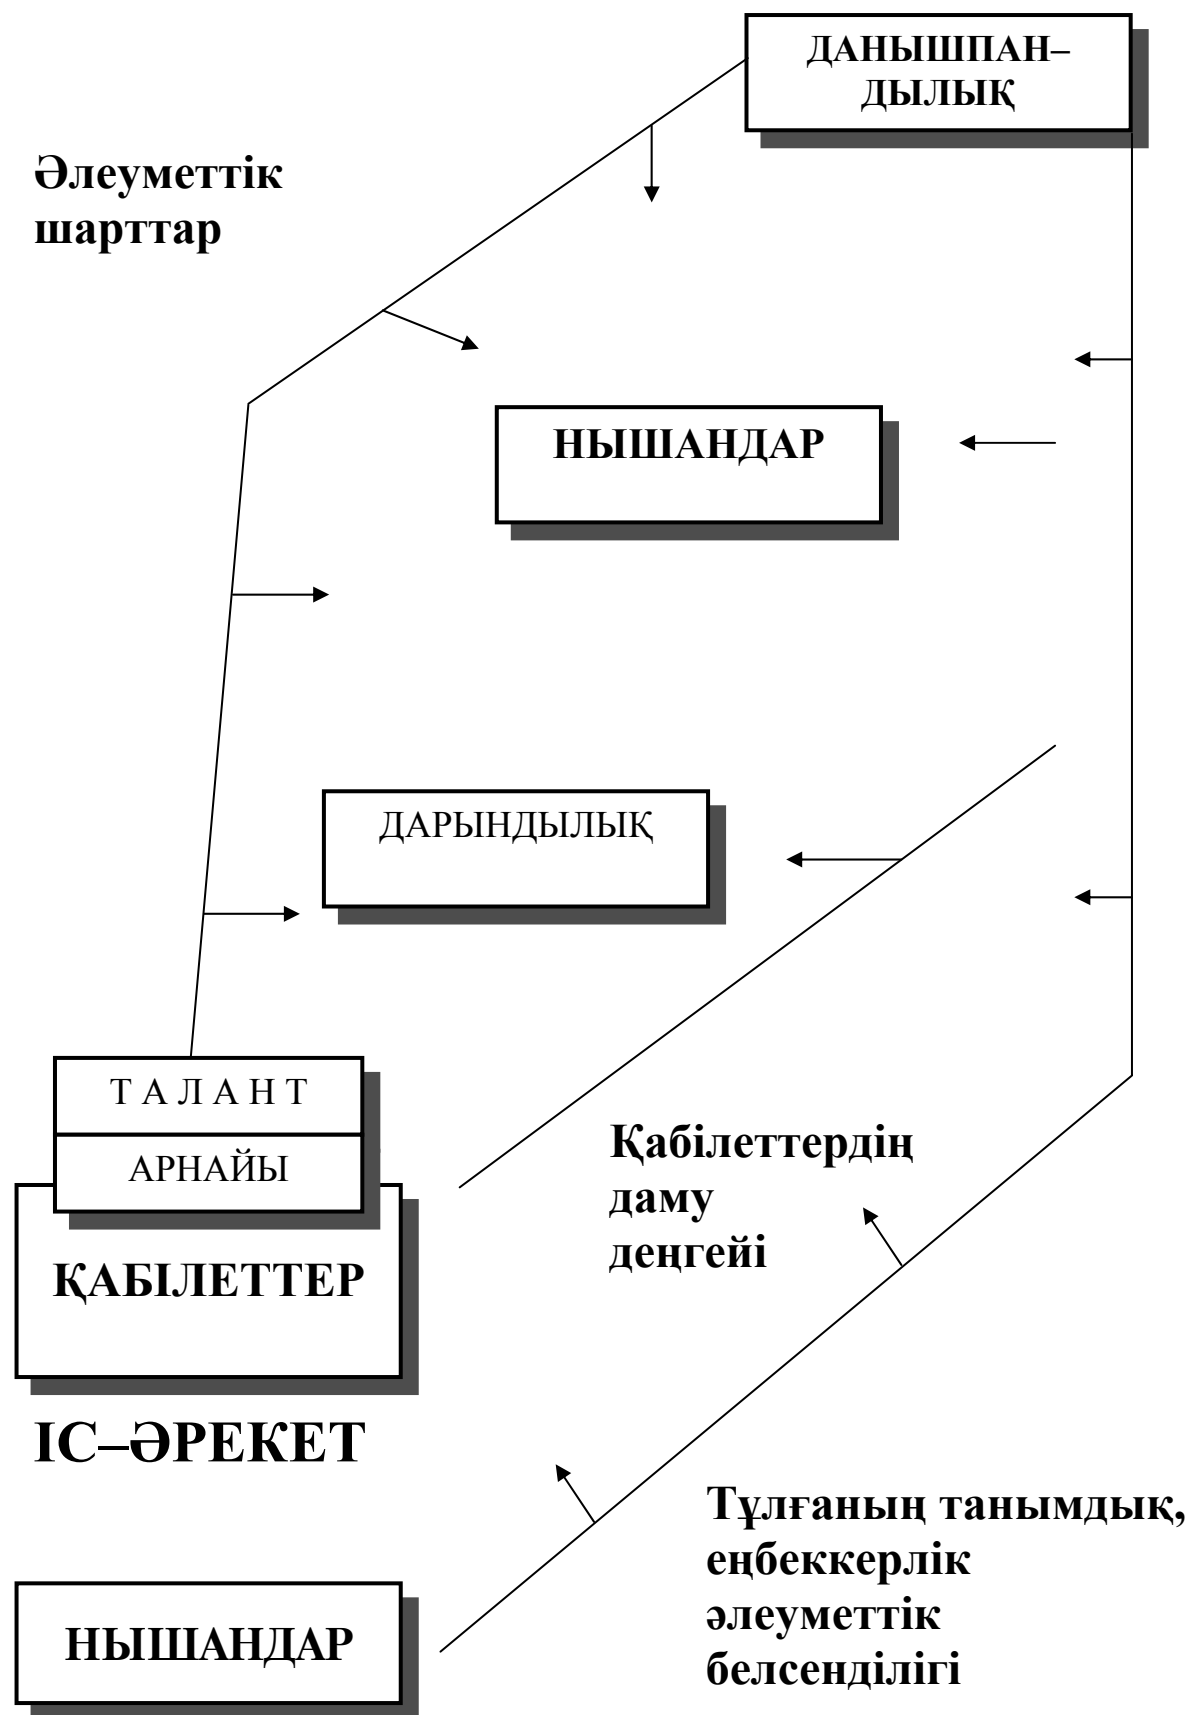 ДАНЫШПАН–
ДЫЛЫҚ
Әлеуметтік
шарттар
НЫШАНДАР
ДАРЫНДЫЛЫҚ
Т А Л А Н Т
АРНАЙЫ
ҚАБІЛЕТТЕР
Қабілеттердің
даму
деңгейі
ІС–ӘРЕКЕТ
Тұлғаның танымдық,
еңбеккерлік
әлеуметтік
белсенділігі
НЫШАНДАР